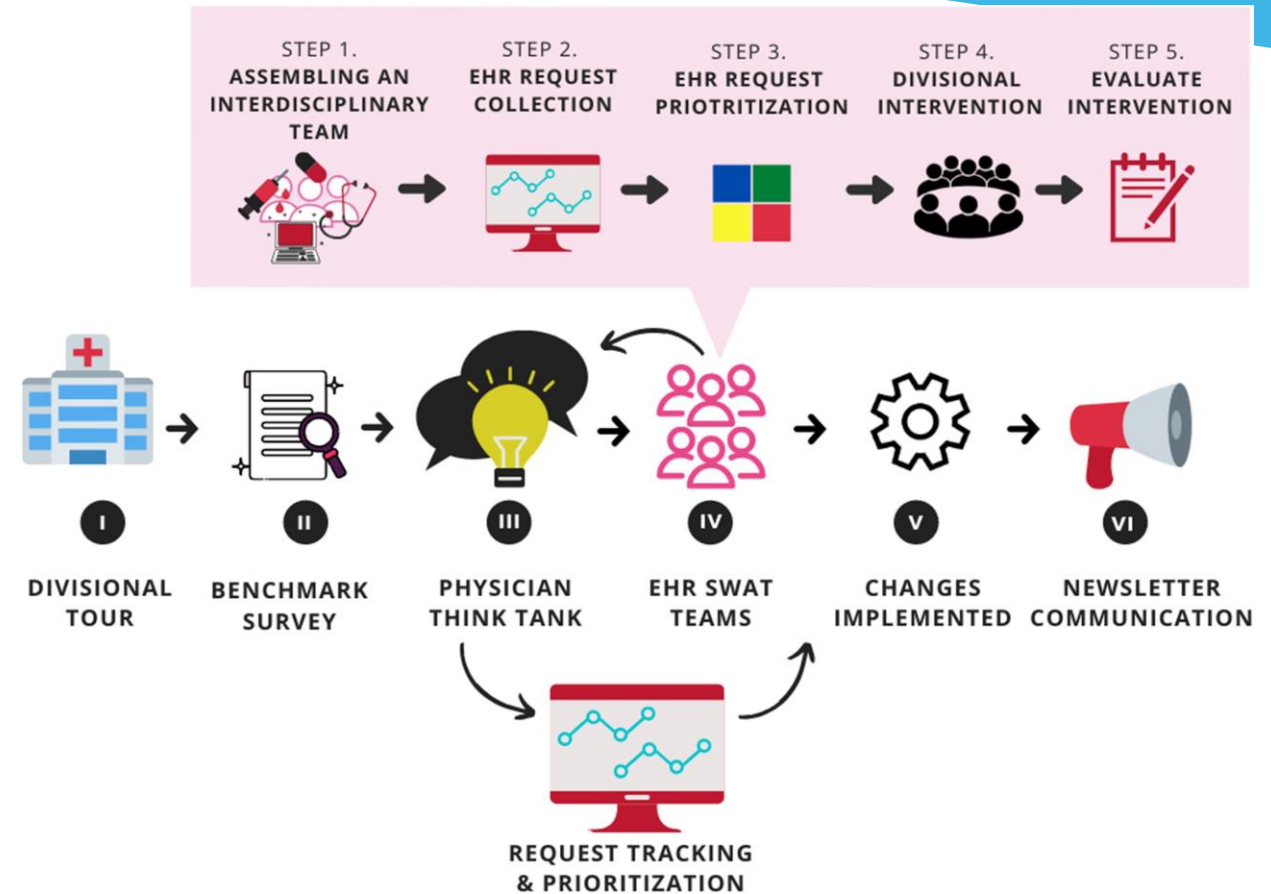 STEP 1.
ASSEMBLING AN
INTERDISCIPLINARY
TEAM
STEP 2.
EHR REQUEST
COLLECTION
STEP 3.
EHR REQUEST
PRIOTRITIZATION
STEP 4.
DIVISIONAL
INTERVENTION
STEP 5.
EVALUATE
INTERVENTION
I
DIVISIONAL
TOUR
II
BENCHMARK
SURVEY
III
PHYSICIAN
THINK TANK
IV
EHR SWAT
TEAMS
V
CHANGES
IMPLEMENTED
VI
NEWSLETTER
COMMUNICATION
REQUEST TRACKING
& PRIORITIZATION